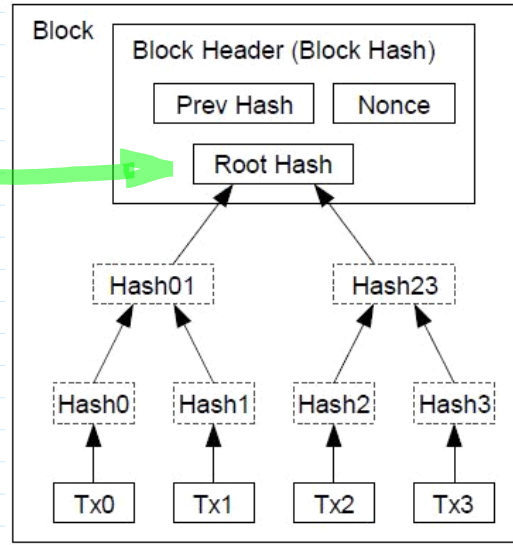 Block
Block Header (Block Hash)
Prev Hash Nonce
Root Hash
Hash01 Hash23
Hash0 Hash1 Hash2 Hash3
Tx0 Tx1 Tx2 Tx3